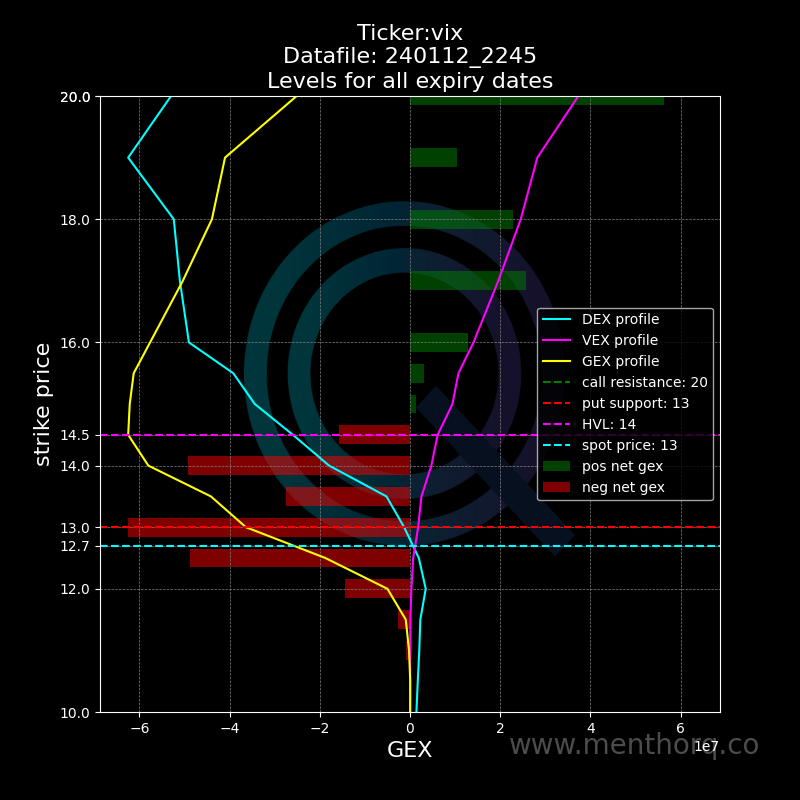 Ticker:vix
Datafile: 240112_2245
Levels for all expiry dates
20.0
18.0
16.0
14.5
14.0
13.0
12.7
12.0
10.0
strike price
DEX profile
VEX profile
GEX profile
call resistance: 20
put support: 13
HVL: 14
spot price: 13
pos net gex
neg net gex
−6
−4
−2
0
2
4
6
1e7
GEX
www.menthorq.co